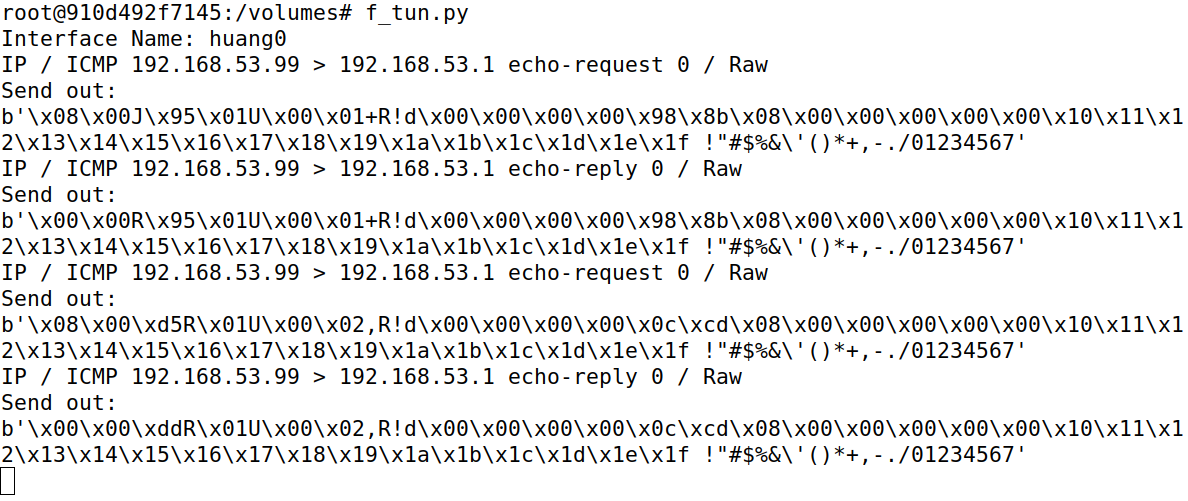 root@910d492f7145:/volumes# f_tun.py
Interface Name: huang0
IP / ICMP 192.168.53.99 > 192.168.53.1 echo-request 0 / Raw
Send out:
b'\x08\x00J\x95\x01U\x00\x01+R!d\x00\x00\x00\x00\x98\x8b\x08\x00\x00\x00\x00\x00\x10\x11\x1
2\x13\x14\x15\x16\x17\x18\x19\x1a\x1b\x1c\x1d\x1e\x1f !"#$%&\'()*+,-./01234567'
IP / ICMP 192.168.53.99 > 192.168.53.1 echo-reply 0 / Raw
Send out:
b'\x00\x00R\x95\x01U\x00\x01+R!d\x00\x00\x00\x00\x98\x8b\x08\x00\x00\x00\x00\x00\x10\x11\x1
2\x13\x14\x15\x16\x17\x18\x19\x1a\x1b\x1c\x1d\x1e\x1f !"#$%&\'()*+,-./01234567'
IP / ICMP 192.168.53.99 > 192.168.53.1 echo-request 0 / Raw
Send out:
b'\x08\x00\xd5R\x01U\x00\x02,R!d\x00\x00\x00\x00\x0c\xcd\x08\x00\x00\x00\x00\x00\x10\x11\x1
2\x13\x14\x15\x16\x17\x18\x19\x1a\x1b\x1c\x1d\x1e\x1f !"#$%&\'()*+,-./01234567'
IP / ICMP 192.168.53.99 > 192.168.53.1 echo-reply 0 / Raw
Send out:
b'\x00\x00\xddR\x01U\x00\x02,R!d\x00\x00\x00\x00\x0c\xcd\x08\x00\x00\x00\x00\x00\x10\x11\x1
2\x13\x14\x15\x16\x17\x18\x19\x1a\x1b\x1c\x1d\x1e\x1f !"#$%&\'()*+,-./01234567'